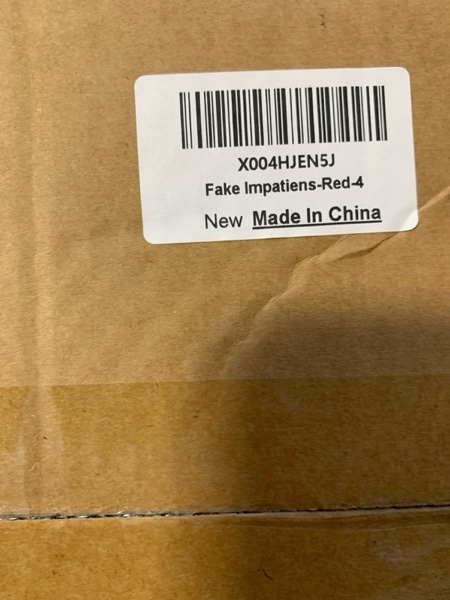 X004HJEN5J
Fake Impatiens-Red-4
New Made In China